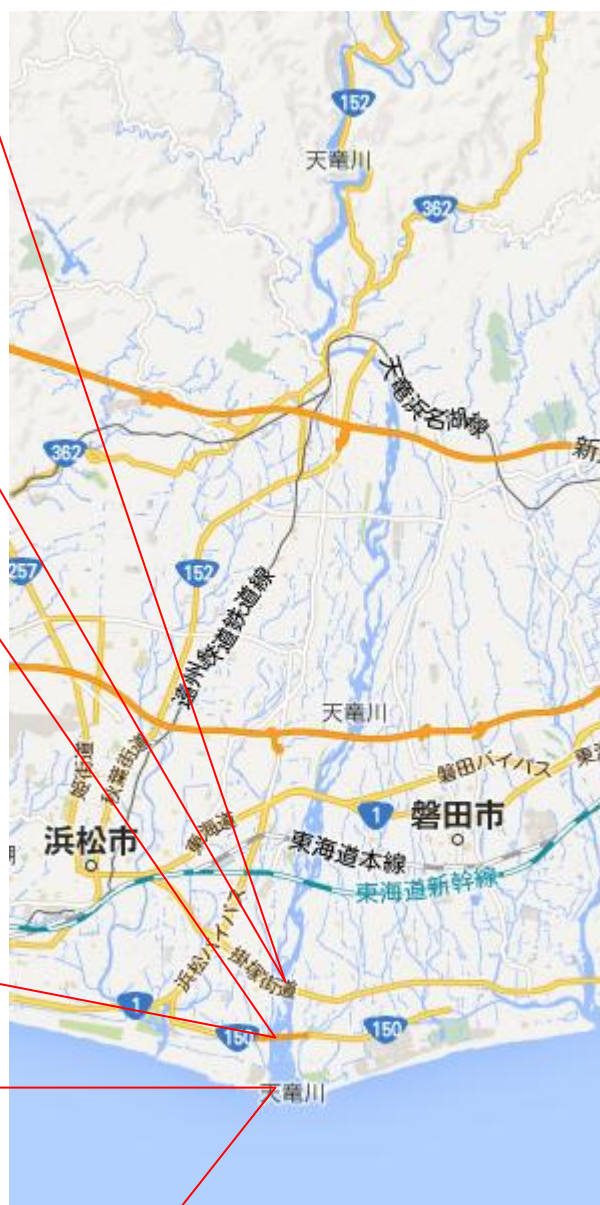 152
天竜川
362
天竜浜名湖線
新
362
257
152
遠州鉄道鉄道線
天竜川
秋葉街道
磐田バイパス
東海
1
磐田市
浜松市
東海道
東海道本線
東海道新幹線
浜松バイパス
掛塚街道
1
150
150
天竜川